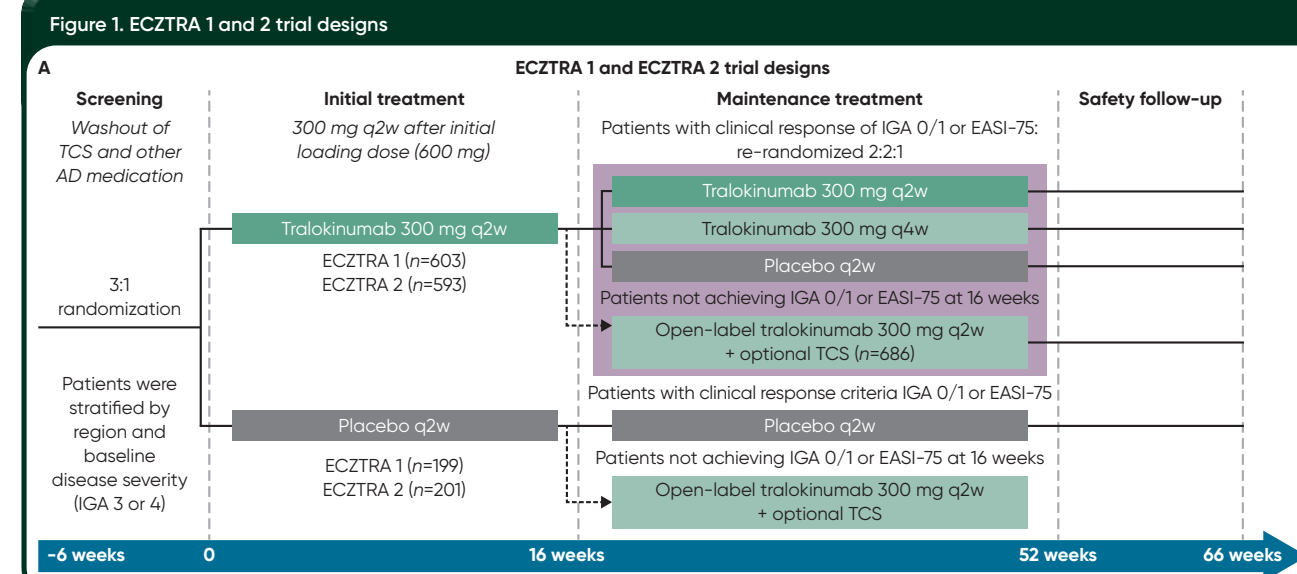 Figure 1. ECZTRA 1 and 2 trial designs
A
ECZTRA 1 and ECZTRA 2 trial designs
Screening
Washout of
TCS and other
AD medication
3:1
randomization
Patients were
stratified by
region and
baseline
disease severity
(IGA 3 or 4)
Initial treatment
300 mg q2w after initial
loading dose (600 mg)
Tralokinumab 300 mg q2w
ECZTRA 1 (n=603)
ECZTRA 2 (n=593)
Placebo q2w
ECZTRA 1 (n=199)
ECZTRA 2 (n=201)
Maintenance treatment
Patients with clinical response of IGA 0/1 or EASI-75:
re-randomized 2:2:1
Tralokinumab 300 mg q2w
Tralokinumab 300 mg q4w
Placebo q2w
Patients not achieving IGA 0/1 or EASI-75 at 16 weeks
Open-label tralokinumab 300 mg q2w
+ optional TCS (n=686)
Patients with clinical response criteria IGA 0/1 or EASI-75
Placebo q2w
Patients not achieving IGA 0/1 or EASI-75 at 16 weeks
Open-label tralokinumab 300 mg q2w
+ optional TCS
Safety follow-up
-6 weeks
0
16 weeks
52 weeks
66 weeks